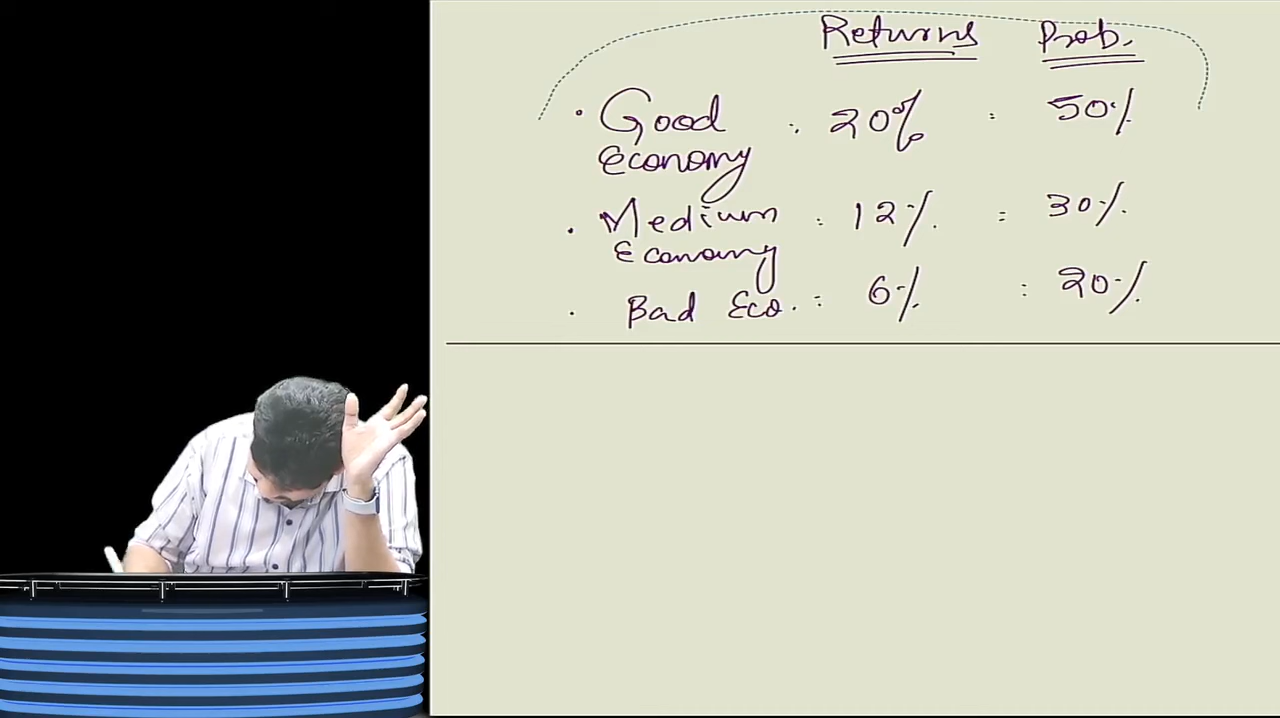 Returns Prob.
• Good : 20% : 50%
Economy
• Medium : 12% : 30%
Economy
• Bad Eco. : 6% : 20%